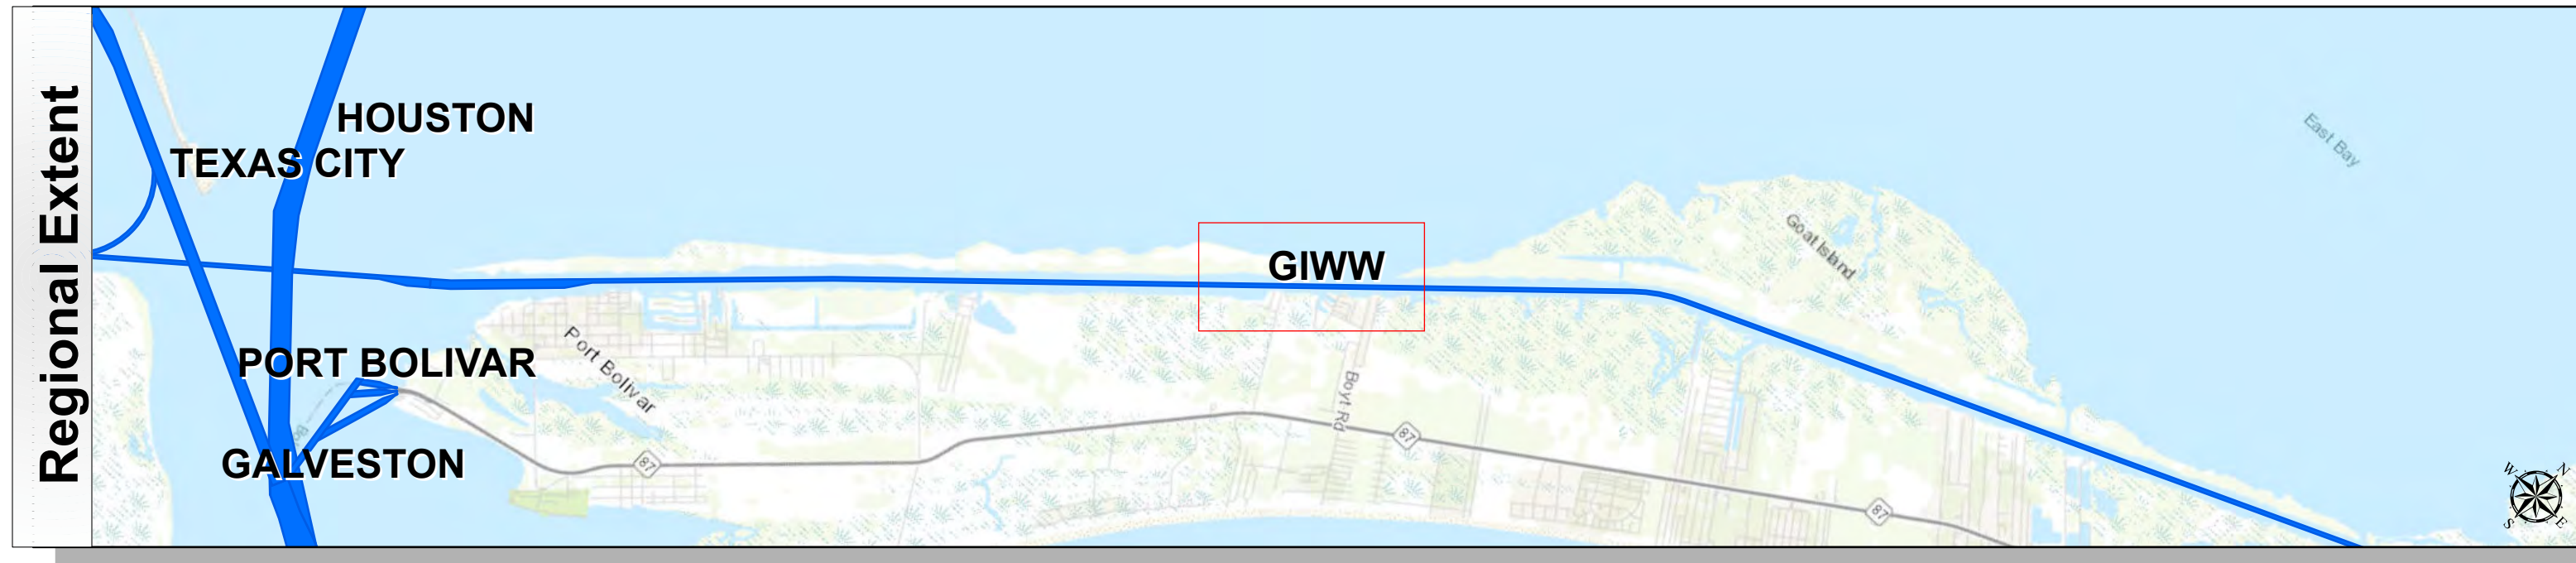 Regional Extent
HOUSTON
TEXAS CITY
East Bay
Goat Island
GIWW
Port Bolivar
PORT BOLIVAR
Boyt Rd
87
87
87
GALVESTON
W
N
S
E